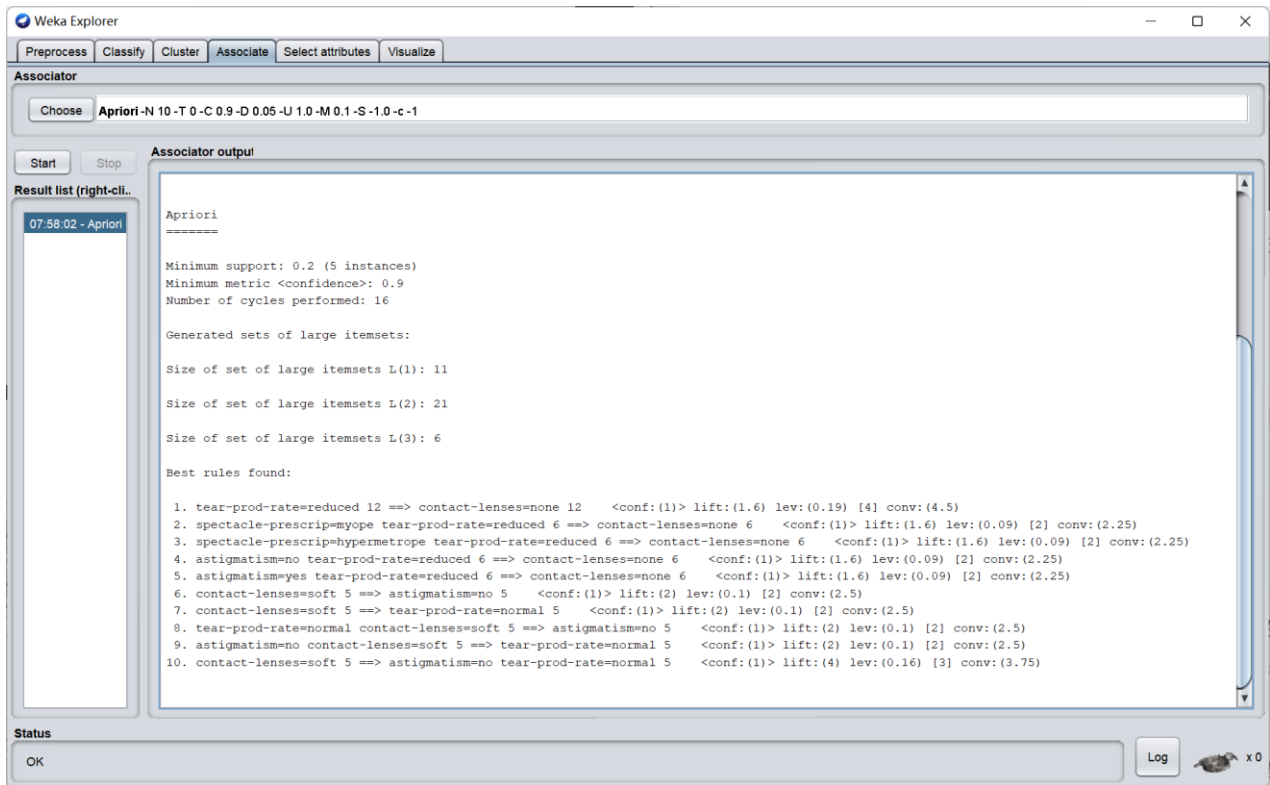 Weka Explorer
Preprocess Classify Cluster Associate Select attributes Visualize
Associator
Choose Apriori -N 10 -T 0 -C 0.9 -D 0.05 -U 1.0 -M 0.1 -S -1.0 -c -1
Start Stop
Associator output
Result list (right-cli..
07:58:02 - Apriori
Apriori
=======
Minimum support: 0.2 (5 instances)
Minimum metric <confidence>: 0.9
Number of cycles performed: 16
Generated sets of large itemsets:
Size of set of large itemsets L(1): 11
Size of set of large itemsets L(2): 21
Size of set of large itemsets L(3): 6
Best rules found:
1. tear-prod-rate=reduced 12 ==> contact-lenses=none 12 <conf:(1)> lift:(1.6) lev:(0.19) [4] conv:(4.5)
2. spectacle-prescrip=myope tear-prod-rate=reduced 6 ==> contact-lenses=none 6 <conf:(1)> lift:(1.6) lev:(0.09) [2] conv:(2.25)
3. spectacle-prescrip=hypermetrope tear-prod-rate=reduced 6 ==> contact-lenses=none 6 <conf:(1)> lift:(1.6) lev:(0.09) [2] conv:(2.25)
4. astigmatism=no tear-prod-rate=reduced 6 ==> contact-lenses=none 6 <conf:(1)> lift:(1.6) lev:(0.09) [2] conv:(2.25)
5. astigmatism=yes tear-prod-rate=reduced 6 ==> contact-lenses=none 6 <conf:(1)> lift:(1.6) lev:(0.09) [2] conv:(2.25)
6. contact-lenses=soft 5 ==> astigmatism=no 5 <conf:(1)> lift:(2) lev:(0.1) [2] conv:(2.5)
7. contact-lenses=soft 5 ==> tear-prod-rate=normal 5 <conf:(1)> lift:(2) lev:(0.1) [2] conv:(2.5)
8. tear-prod-rate=normal contact-lenses=soft 5 ==> astigmatism=no 5 <conf:(1)> lift:(2) lev:(0.1) [2] conv:(2.5)
9. astigmatism=no contact-lenses=soft 5 ==> tear-prod-rate=normal 5 <conf:(1)> lift:(2) lev:(0.1) [2] conv:(2.5)
10. contact-lenses=soft 5 ==> astigmatism=no tear-prod-rate=normal 5 <conf:(1)> lift:(4) lev:(0.16) [3] conv:(3.75)
Status
OK
Log
x 0